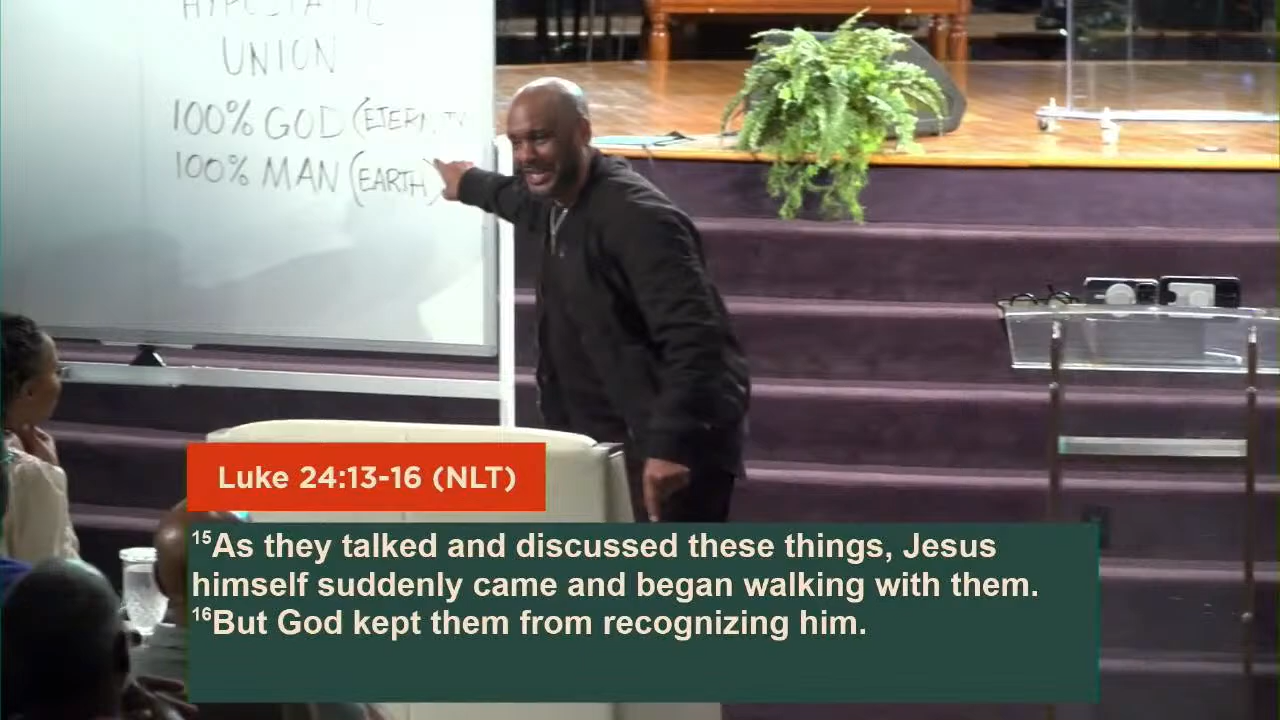 UNION
100% GOD (ETERNITY
100% MAN (EARTH)
Luke 24:13-16 (NLT)
15As they talked and discussed these things, Jesus
himself suddenly came and began walking with them.
16But God kept them from recognizing him.